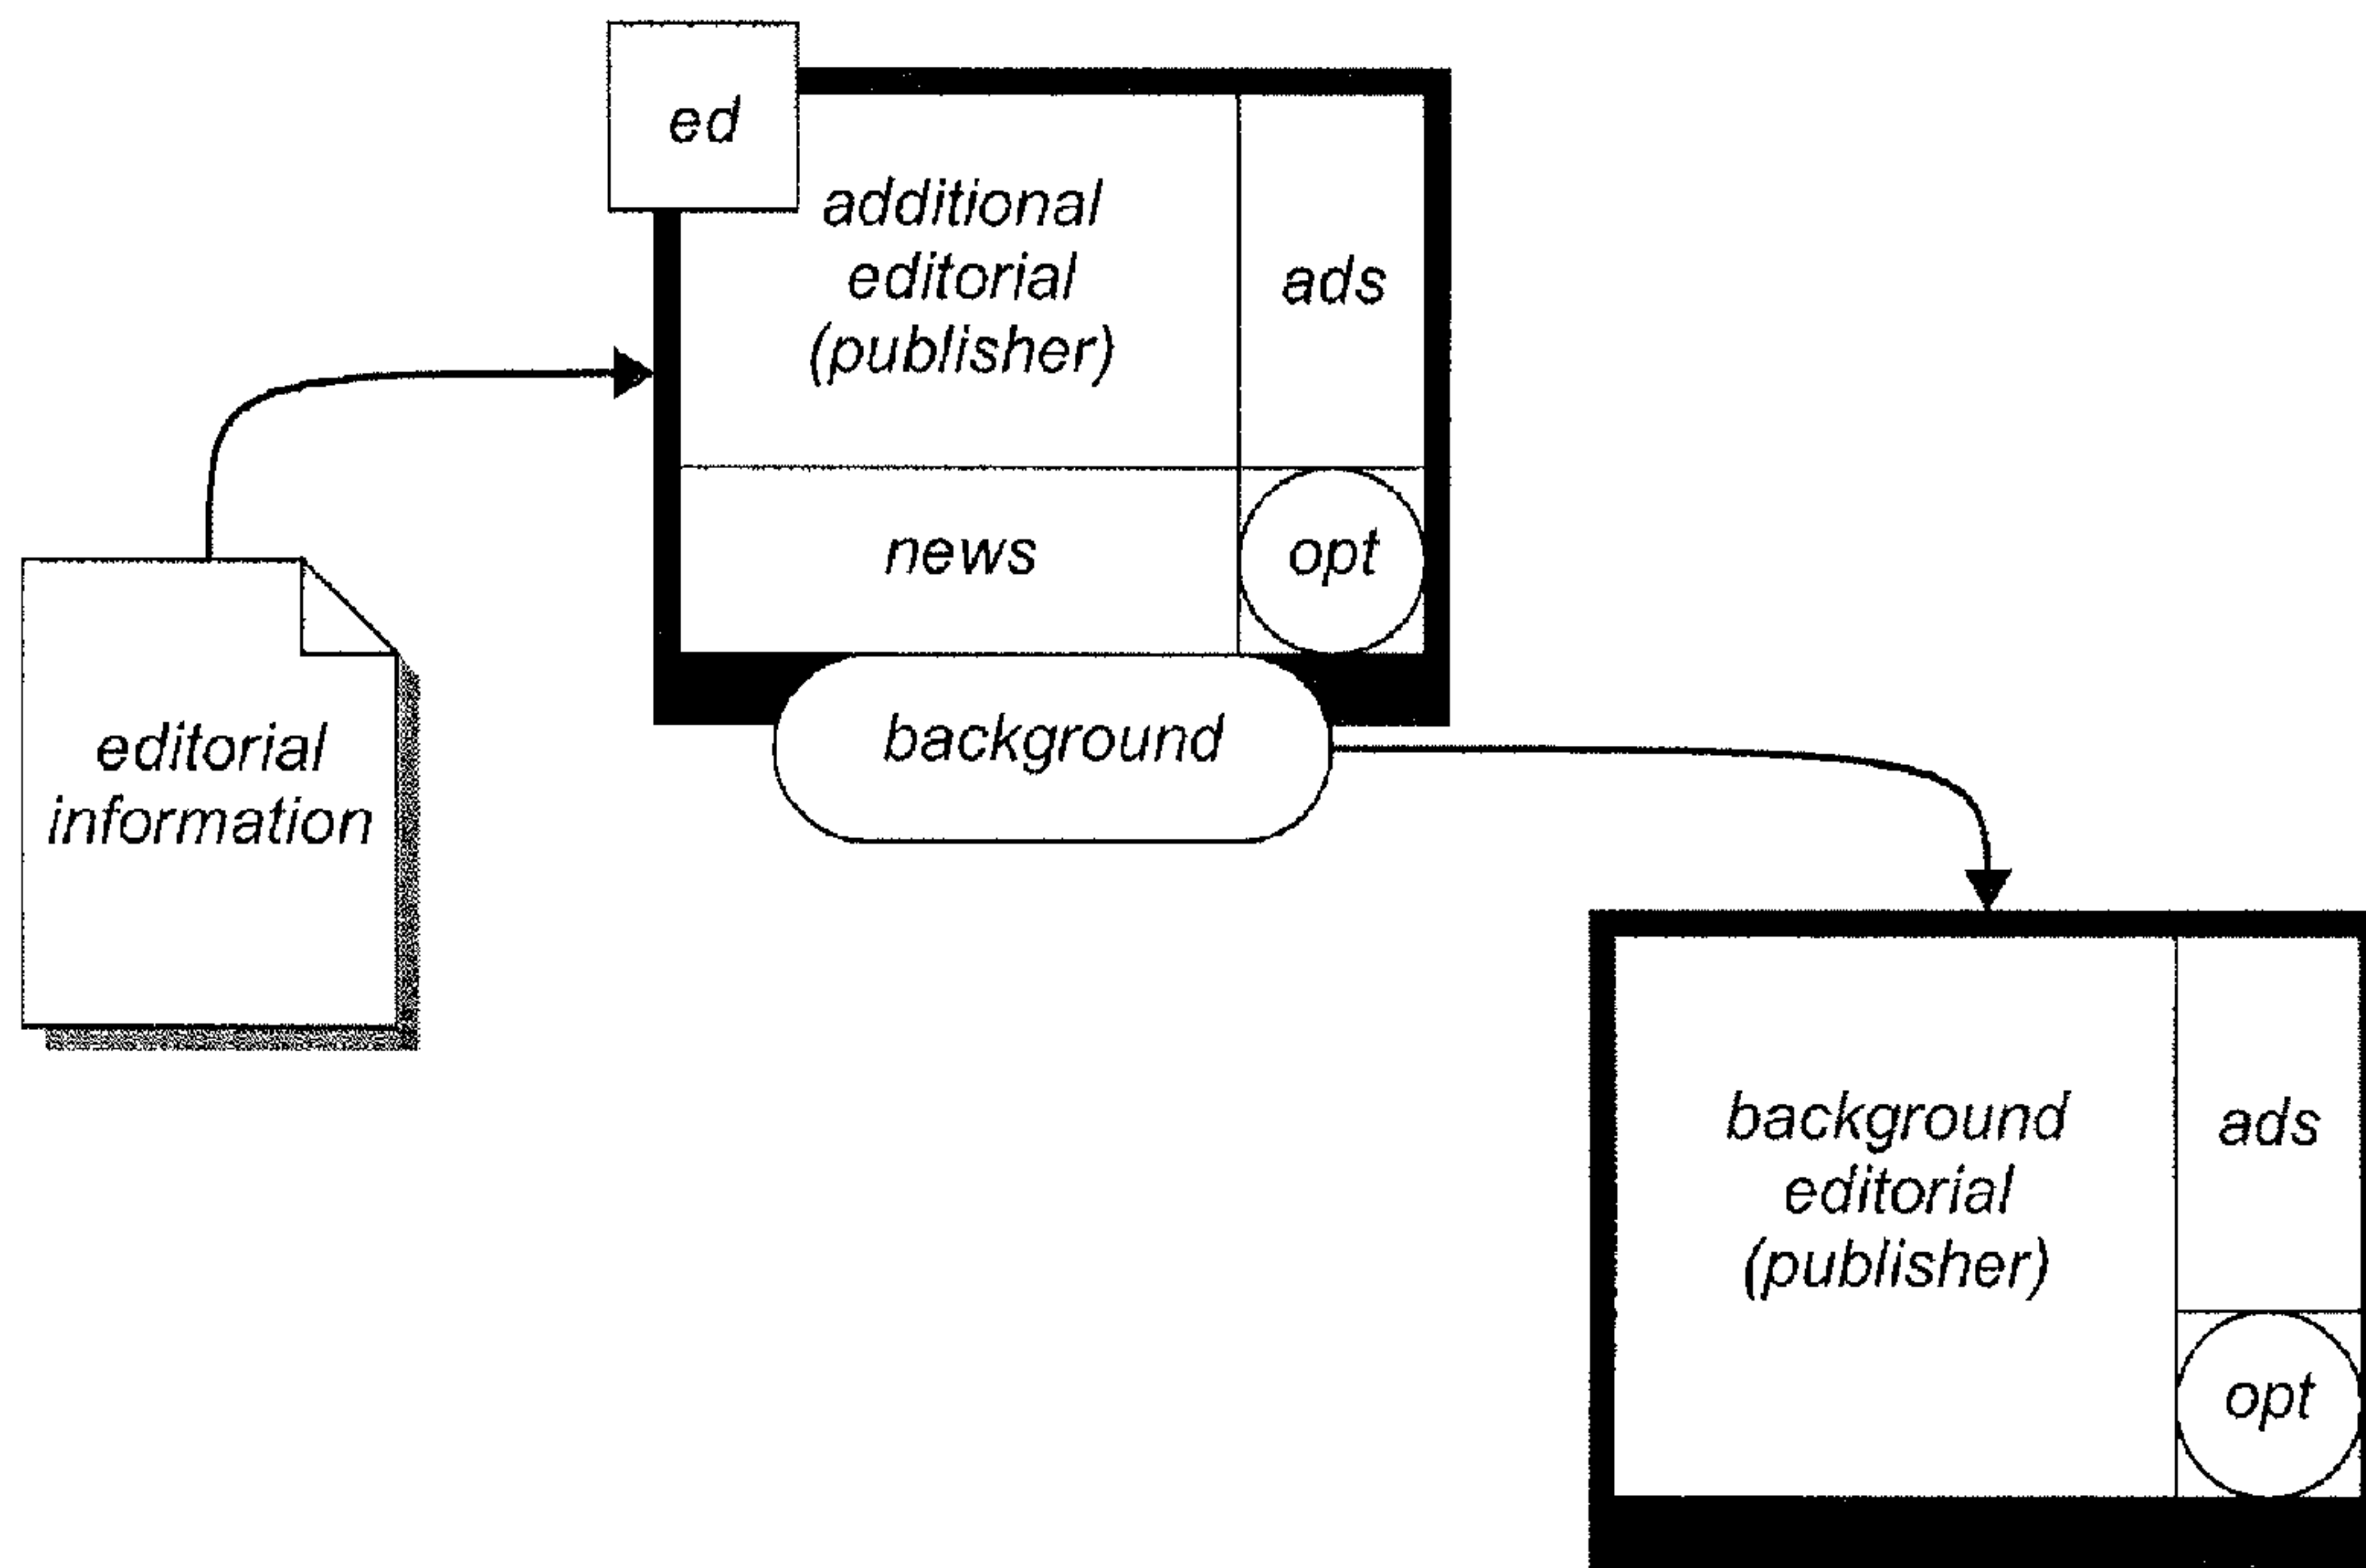 ed
additional
editorial
(publisher)
ads
news
opt
background
editorial
information
background
editorial
(publisher)
ads
opt